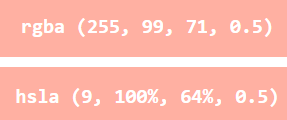 rgba (255, 99, 71, 0.5)
hsla (9, 100%, 64%, 0.5)